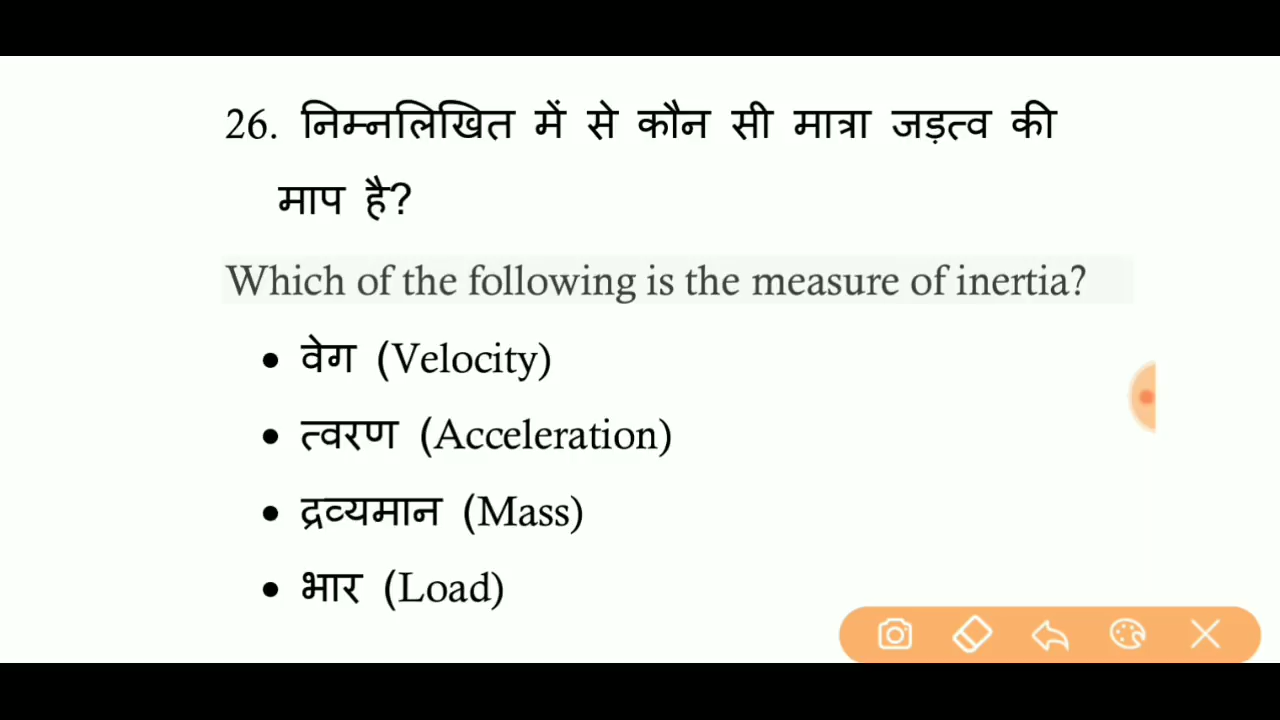 26. निम्नलिखित में से कौन सी मात्रा जड़त्व की
माप है?
Which of the following is the measure of inertia?
• वेग (Velocity)
• त्वरण (Acceleration)
• द्रव्यमान (Mass)
• भार (Load)